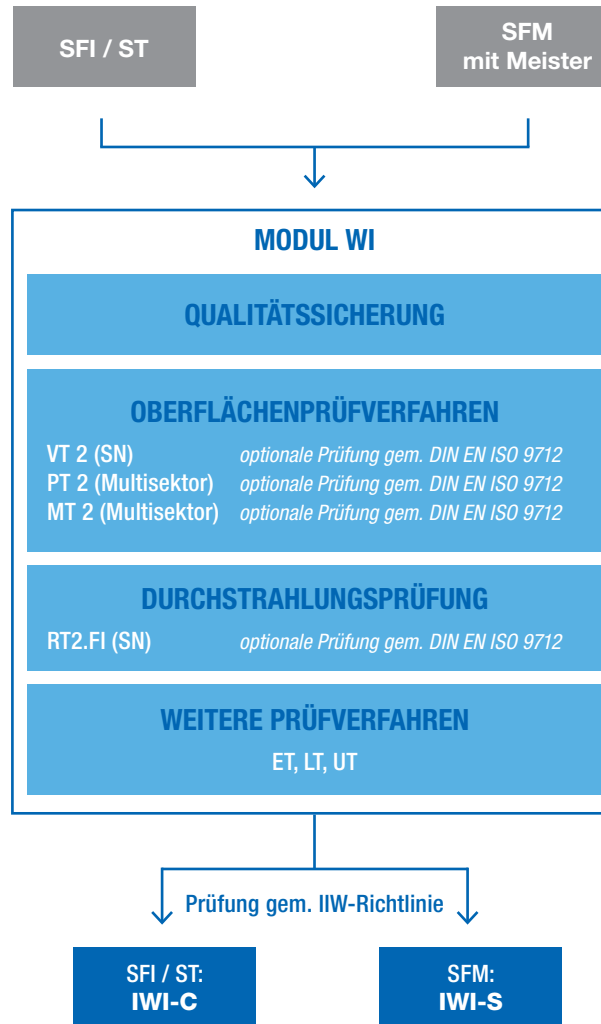 SFI / ST
SFM
mit Meister
MODUL WI
QUALITÄTSSICHERUNG
OBERFLÄCHENPRÜFVERFAHREN
VT 2 (SN) optionale Prüfung gem. DIN EN ISO 9712
PT 2 (Multisektor) optionale Prüfung gem. DIN EN ISO 9712
MT 2 (Multisektor) optionale Prüfung gem. DIN EN ISO 9712
DURCHSTRAHLUNGSPRÜFUNG
RT2.FI (SN) optionale Prüfung gem. DIN EN ISO 9712
WEITERE PRÜFVERFAHREN
ET, LT, UT
Prüfung gem. IIW-Richtlinie
SFI / ST:
IWI-C
SFM:
IWI-S